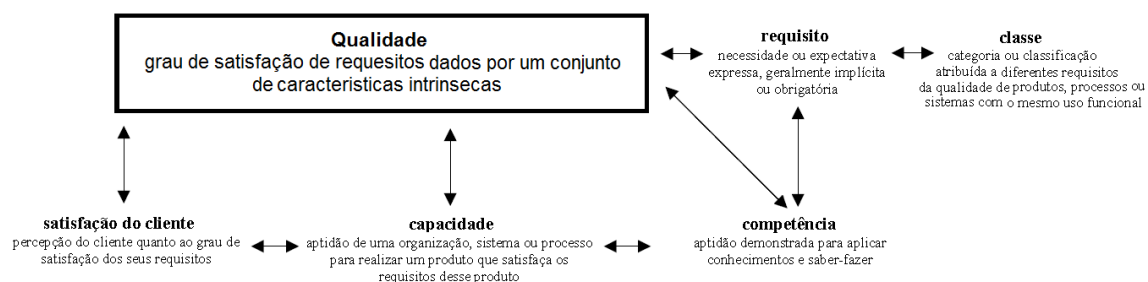 Qualidade
grau de satisfação de requesitos dados por um conjunto
de caracteristicas intrinsecas
requisito
necessidade ou expectativa
expressa, geralmente implícita
ou obrigatória
classe
categoria ou classificação
atribuída a diferentes requisitos
da qualidade de produtos, processos ou
sistemas com o mesmo uso funcional
satisfação do cliente
percepção do cliente quanto ao grau de
satisfação dos seus requisitos
capacidade
aptidão de uma organização, sistema ou processo
para realizar um produto que satisfaça os
requisitos desse produto
competência
aptidão demonstrada para aplicar
conhecimentos e saber-fazer